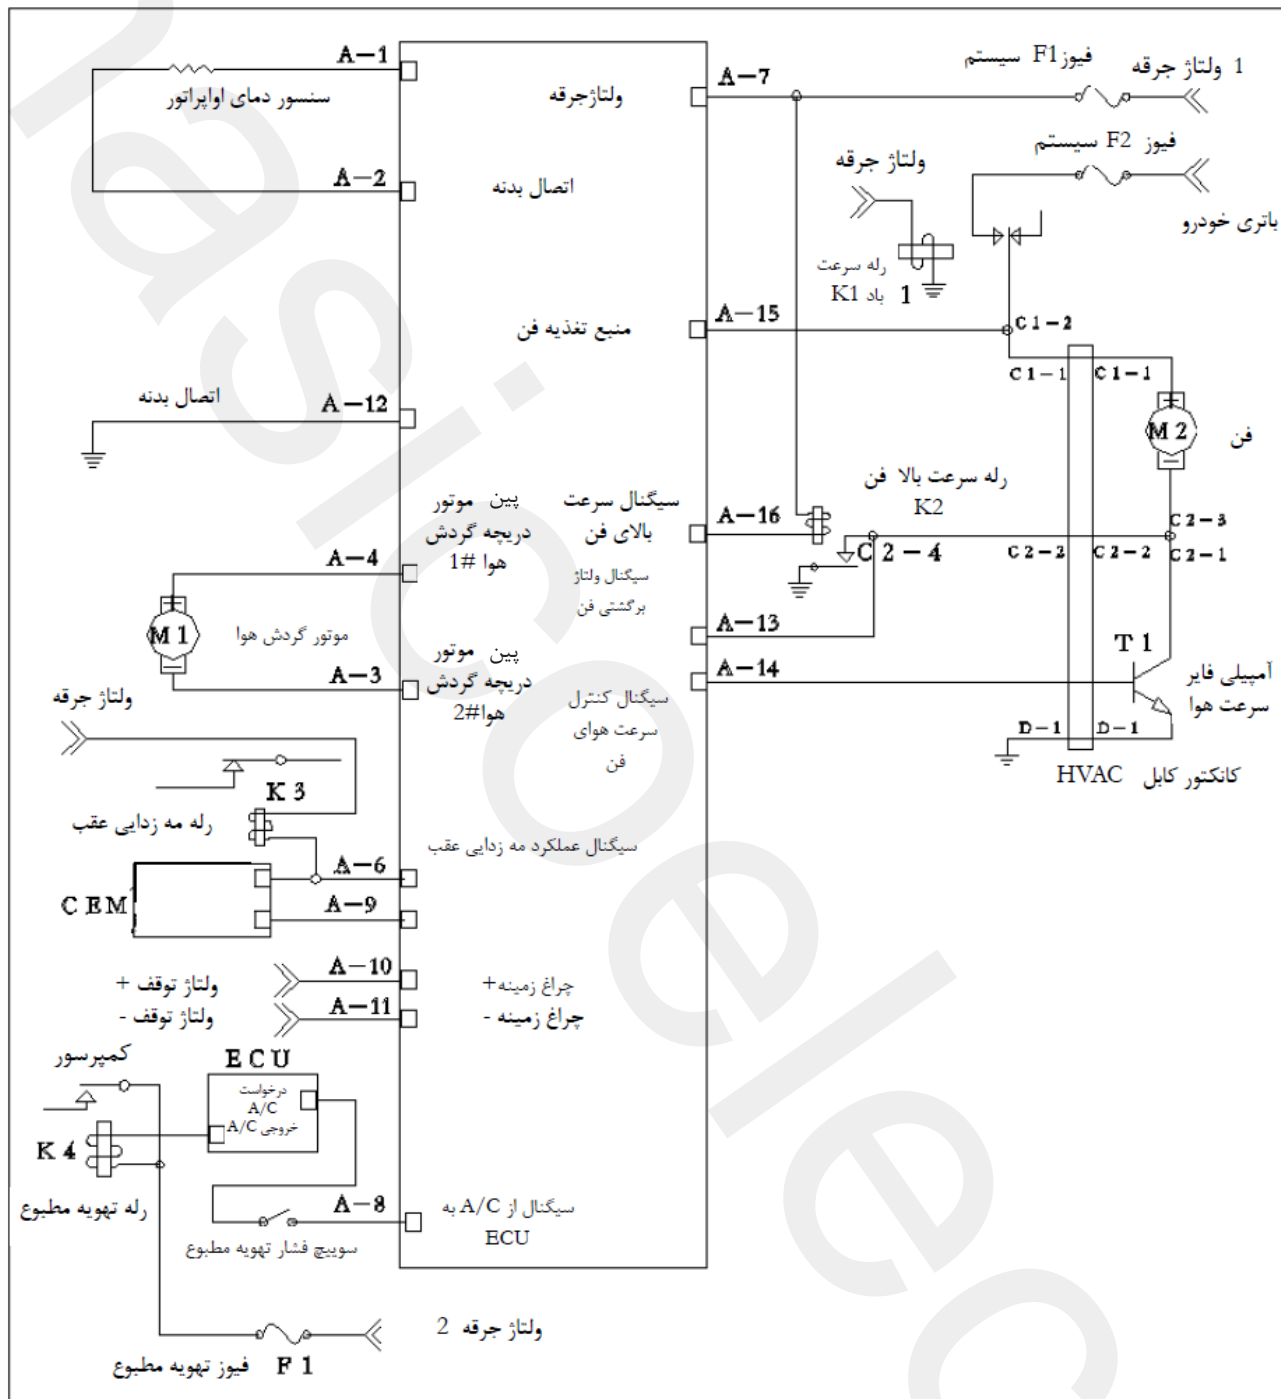 A-1
سنسور دمای اواپراتور
A-2
اتصال بدنه
A-12
پین موتور
دریچه گردش
هوا #1
A-4
M1
موتور گردش هوا
A-3
پین موتور
دریچه گردش
هوا#2
ولتاژ جرقه
K3
رله مه زدایی عقب
CEM
A-6
A-9
سیگنال عملکرد مه زدایی عقب
ولتاژ توقف +
A-10
چراغ زمینه+
ولتاژ توقف -
A-11
چراغ زمینه -
کمپرسور
ECU
درخواست
A/C
خروجی A/C
K4
رله تهویه مطبوع
A-8
سیگنال از A/C به
ECU
سوییچ فشار تهویه مطبوع
ولتاژ جرقه 2
فیوز تهویه مطبوع F1
ولتاژجرقه
A-7
فیوزF1 سیستم
1 ولتاژ جرقه
فیوز F2 سیستم
باتری خودرو
ولتاژ جرقه
رله سرعت
باد K1 1
اتصال بدنه
منبع تغذیه فن
A-15
C1-2
C1-1
C1-1
M2
فن
رله سرعت بالا فن
K2
سیگنال سرعت
بالای فن
A-16
C2-4
C2-3
C2-2
C2-2
C2-1
سیگنال ولتاژ
برگشتی فن
A-13
A-14
سیگنال کنترل
سرعت هوای
فن
T1
آمپیلی فایر
سرعت هوا
D-1
D-1
کانکتور کابل HVAC